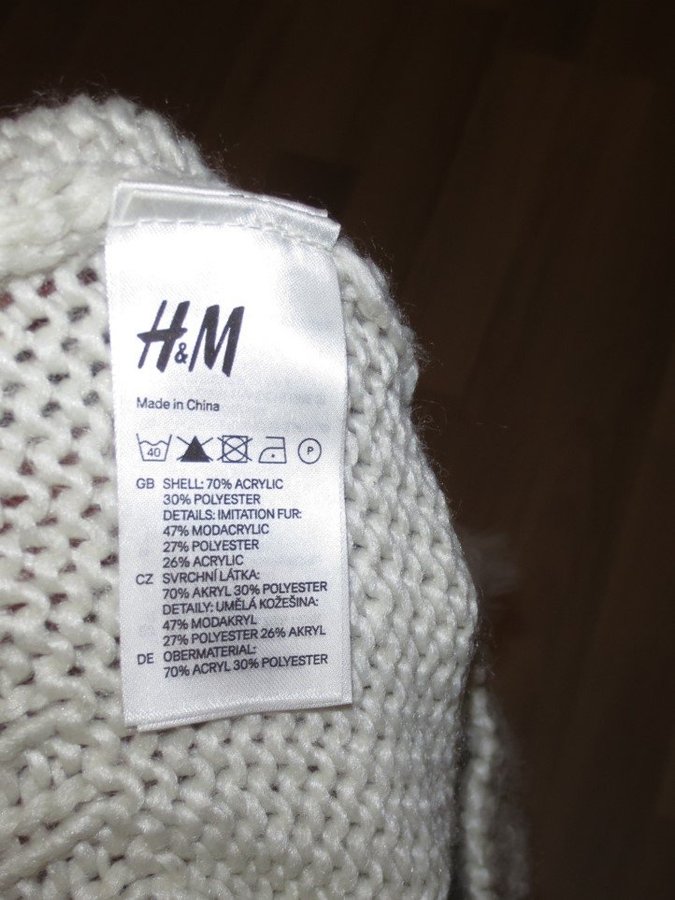 H&M
Made in China
40 P
GB SHELL: 70% ACRYLIC
30% POLYESTER
DETAILS: IMITATION FUR:
47% MODACRYLIC
27% POLYESTER
26% ACRYLIC
CZ SVRCHNÍ LÁTKA:
70% AKRYL 30% POLYESTER
DETAILY: UMĚLÁ KOŽEŠINA:
47% MODAKRYL
27% POLYESTER 26% AKRYL
DE OBERMATERIAL:
70% ACRYL 30% POLYESTER